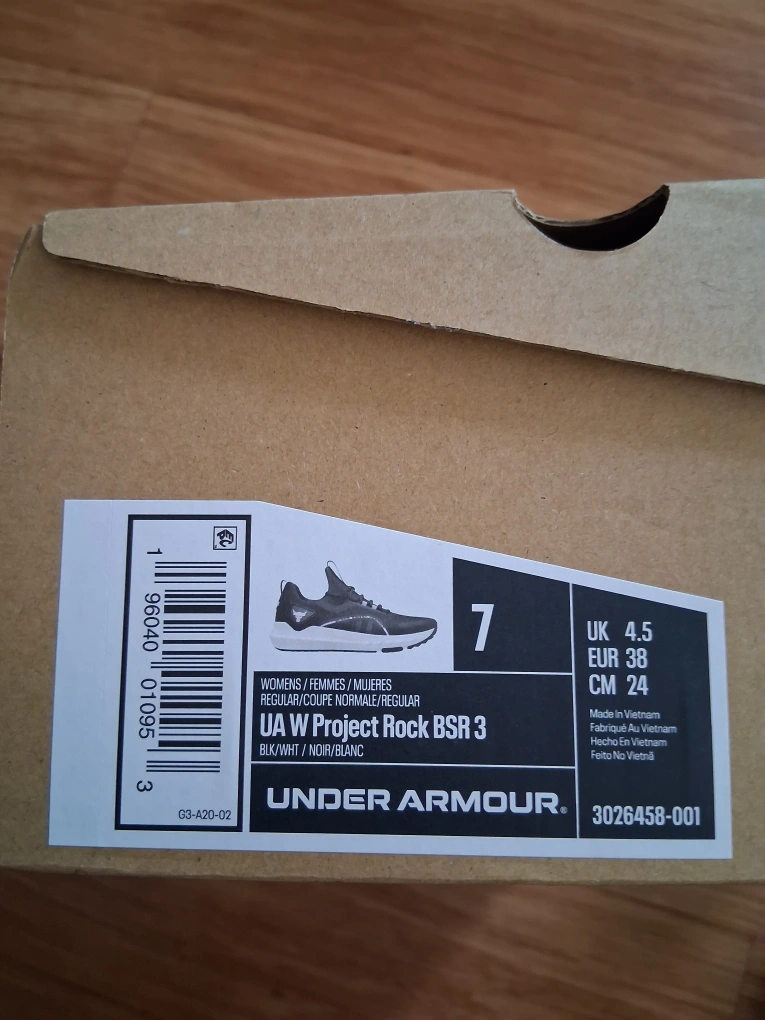 1 96040 01095 3
G3-A20-02
7
WOMENS / FEMMES / MUJERES
REGULAR/COUPE NORMALE/REGULAR
UA W Project Rock BSR 3
BLK/WHT / NOIR/BLANC
UNDER ARMOUR®
UK 4.5
EUR 38
CM 24
Made In Vietnam
Fabriqué Au Vietnam
Hecho En Vietnam
Feito No Vietnã
3026458-001